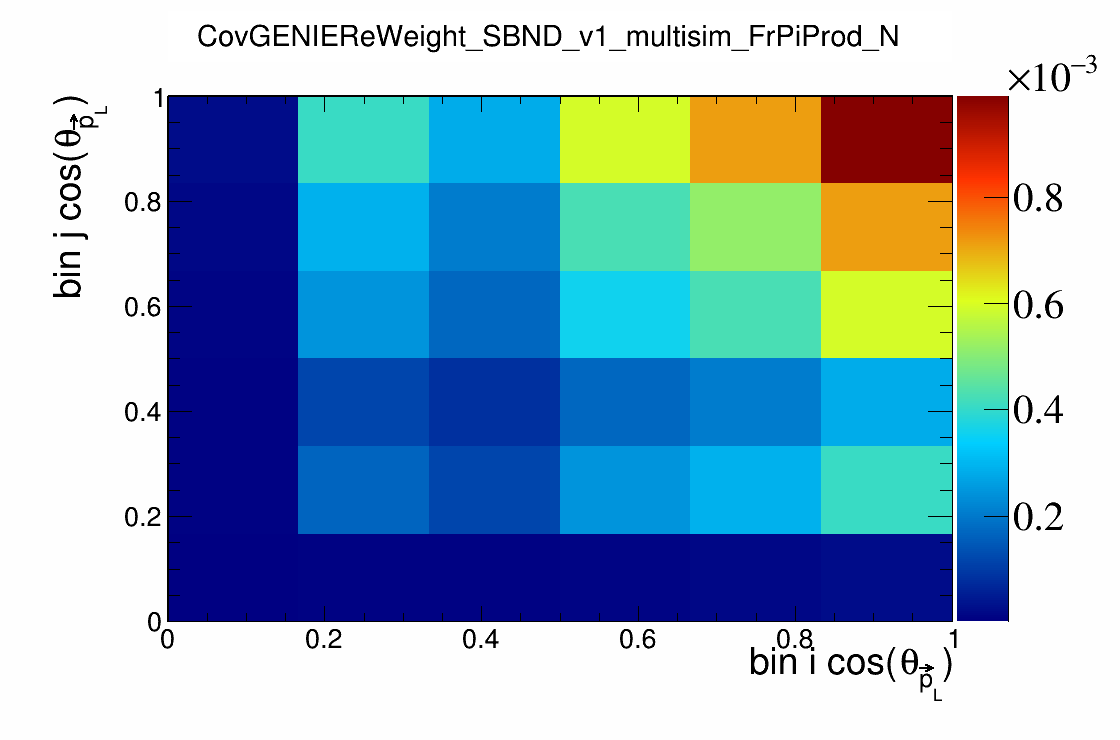 CovGENIEReWeight_SBND_v1_multisim_FrPiProd_N
×10⁻³
bin j cos(θ_p⃗_L)
1
0.8
0.6
0.4
0.2
0
0 0.2 0.4 0.6 0.8 1
bin i cos(θ_p⃗_L)
0.8
0.6
0.4
0.2